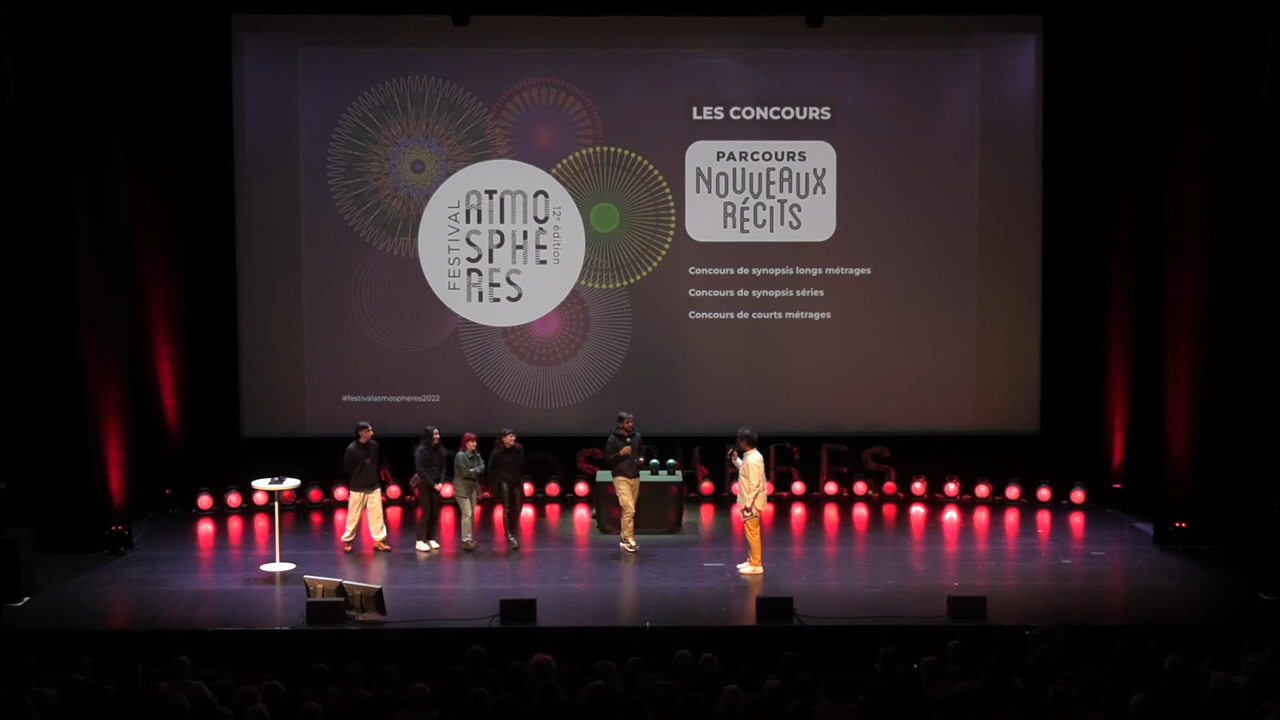 FESTIVAL
ATMO
SPHÈ
RES
12e édition
LES CONCOURS
PARCOURS
NOUVEAUX
RÉCITS
Concours de synopsis longs métrages
Concours de synopsis séries
Concours de courts métrages
#festivalatmosphères2022
OSPHERES